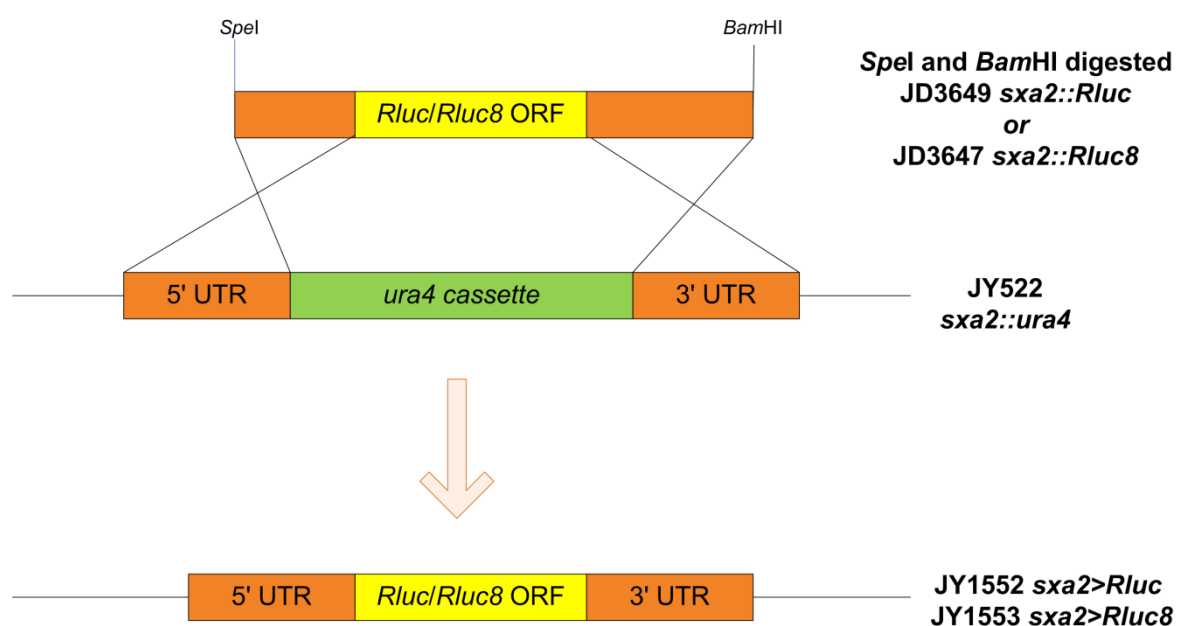 SpeI
BamHI
Rluc/Rluc8 ORF
SpeI and BamHI digested
JD3649 sxa2::Rluc
or
JD3647 sxa2::Rluc8
5' UTR
ura4 cassette
3' UTR
JY522
sxa2::ura4
5' UTR
Rluc/Rluc8 ORF
3' UTR
JY1552 sxa2>Rluc
JY1553 sxa2>Rluc8